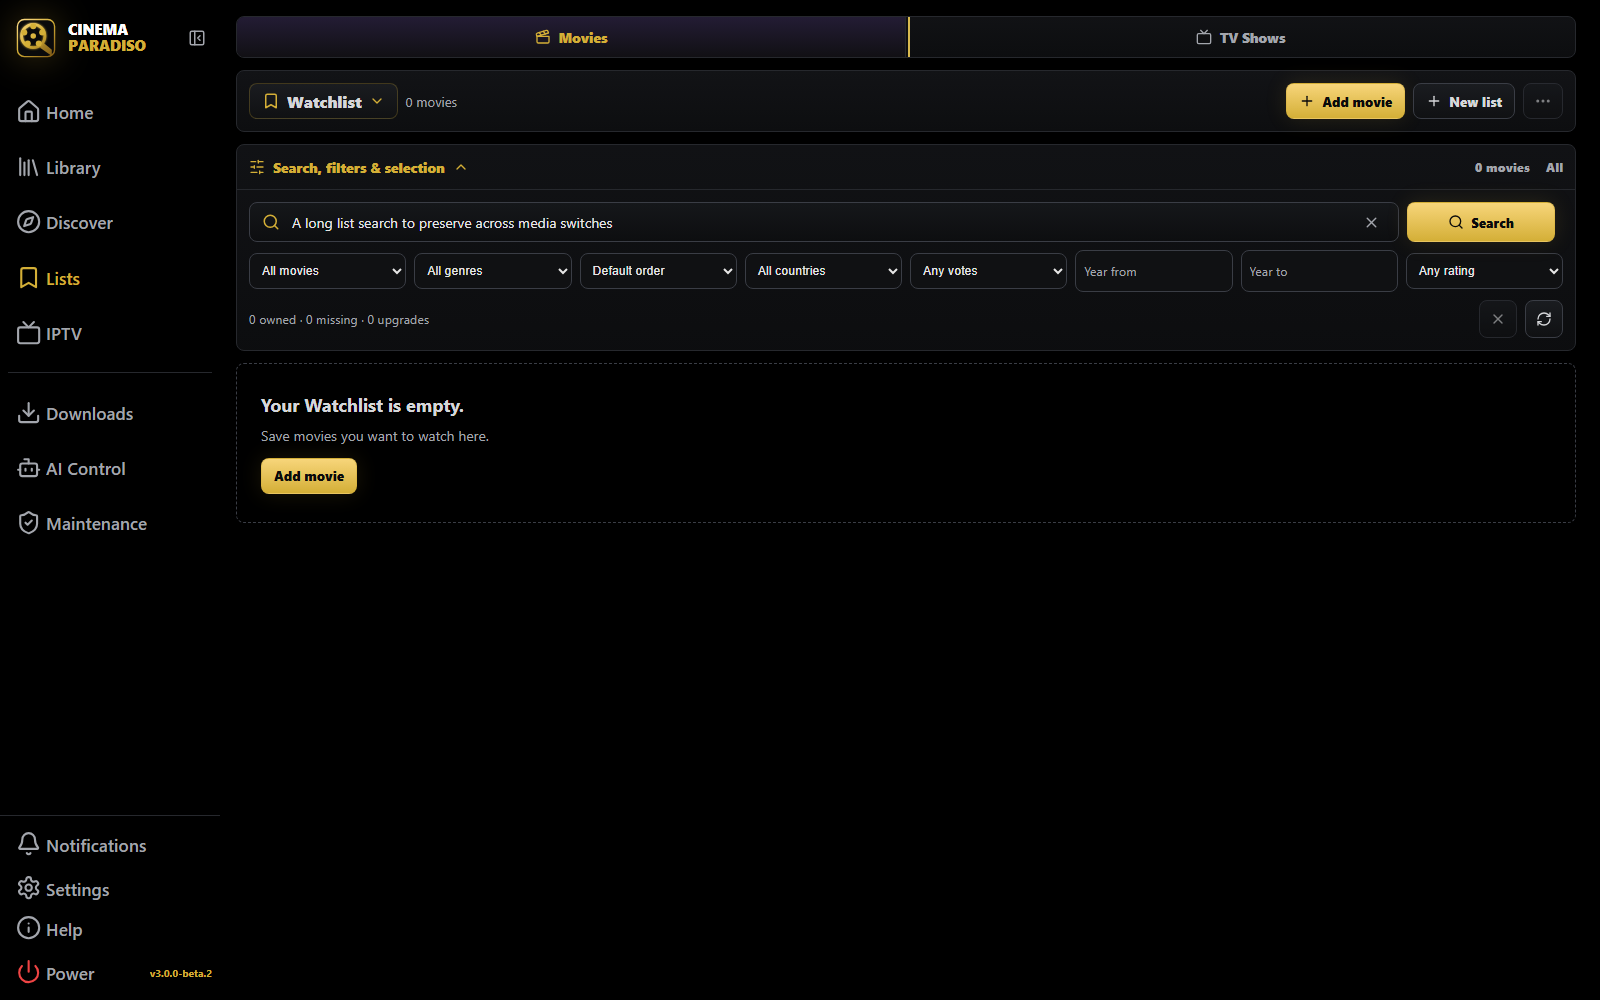 CINEMA
PARADISO
Home
Library
Discover
Lists
IPTV
Downloads
AI Control
Maintenance
Notifications
Settings
Help
Power
v3.0.0-beta.2
Movies
TV Shows
Watchlist
0 movies
Add movie
New list
Search, filters & selection
0 movies
All
A long list search to preserve across media switches
Search
All movies
All genres
Default order
All countries
Any votes
Year from
Year to
Any rating
0 owned · 0 missing · 0 upgrades
Your Watchlist is empty.
Save movies you want to watch here.
Add movie